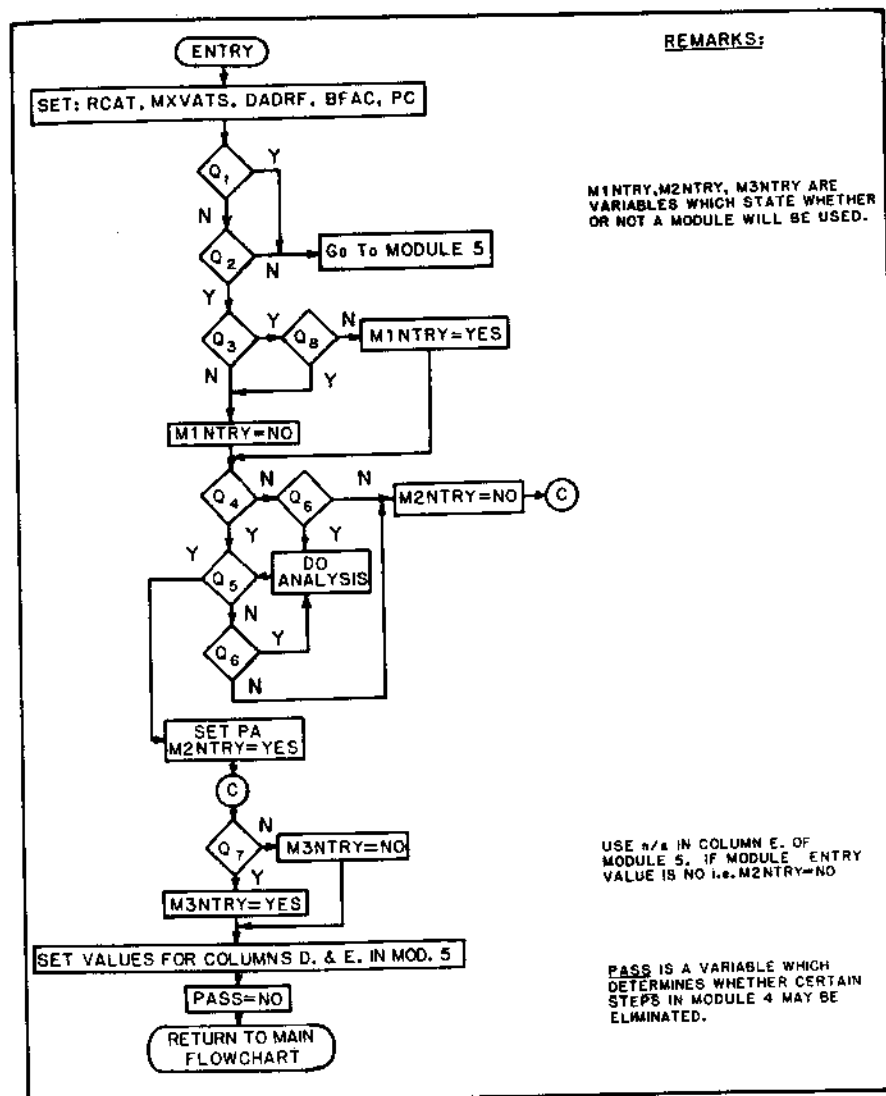 ENTRY
REMARKS:
SET: RCAT, MXVATS, DADRF, BFAC, PC
Q1
Y
N
M1NTRY, M2NTRY, M3NTRY ARE
VARIABLES WHICH STATE WHETHER
OR NOT A MODULE WILL BE USED.
Q2
N
GO TO MODULE 5
Y
Q3
Y
Q8
N
M1NTRY=YES
N
Y
M1NTRY=NO
Q4
N
Q6
N
M2NTRY=NO
C
Y
Y
Y
Q5
DO
ANALYSIS
N
Q6
Y
N
SET PA
M2NTRY=YES
C
Q7
N
M3NTRY=NO
Y
M3NTRY=YES
USE n/a IN COLUMN E. OF
MODULE 5. IF MODULE ENTRY
VALUE IS NO i.e. M2NTRY=NO
SET VALUES FOR COLUMNS D. & E. IN MOD. 5
PASS=NO
PASS IS A VARIABLE WHICH
DETERMINES WHETHER CERTAIN
STEPS IN MODULE 4 MAY BE
ELIMINATED.
RETURN TO MAIN
FLOWCHART